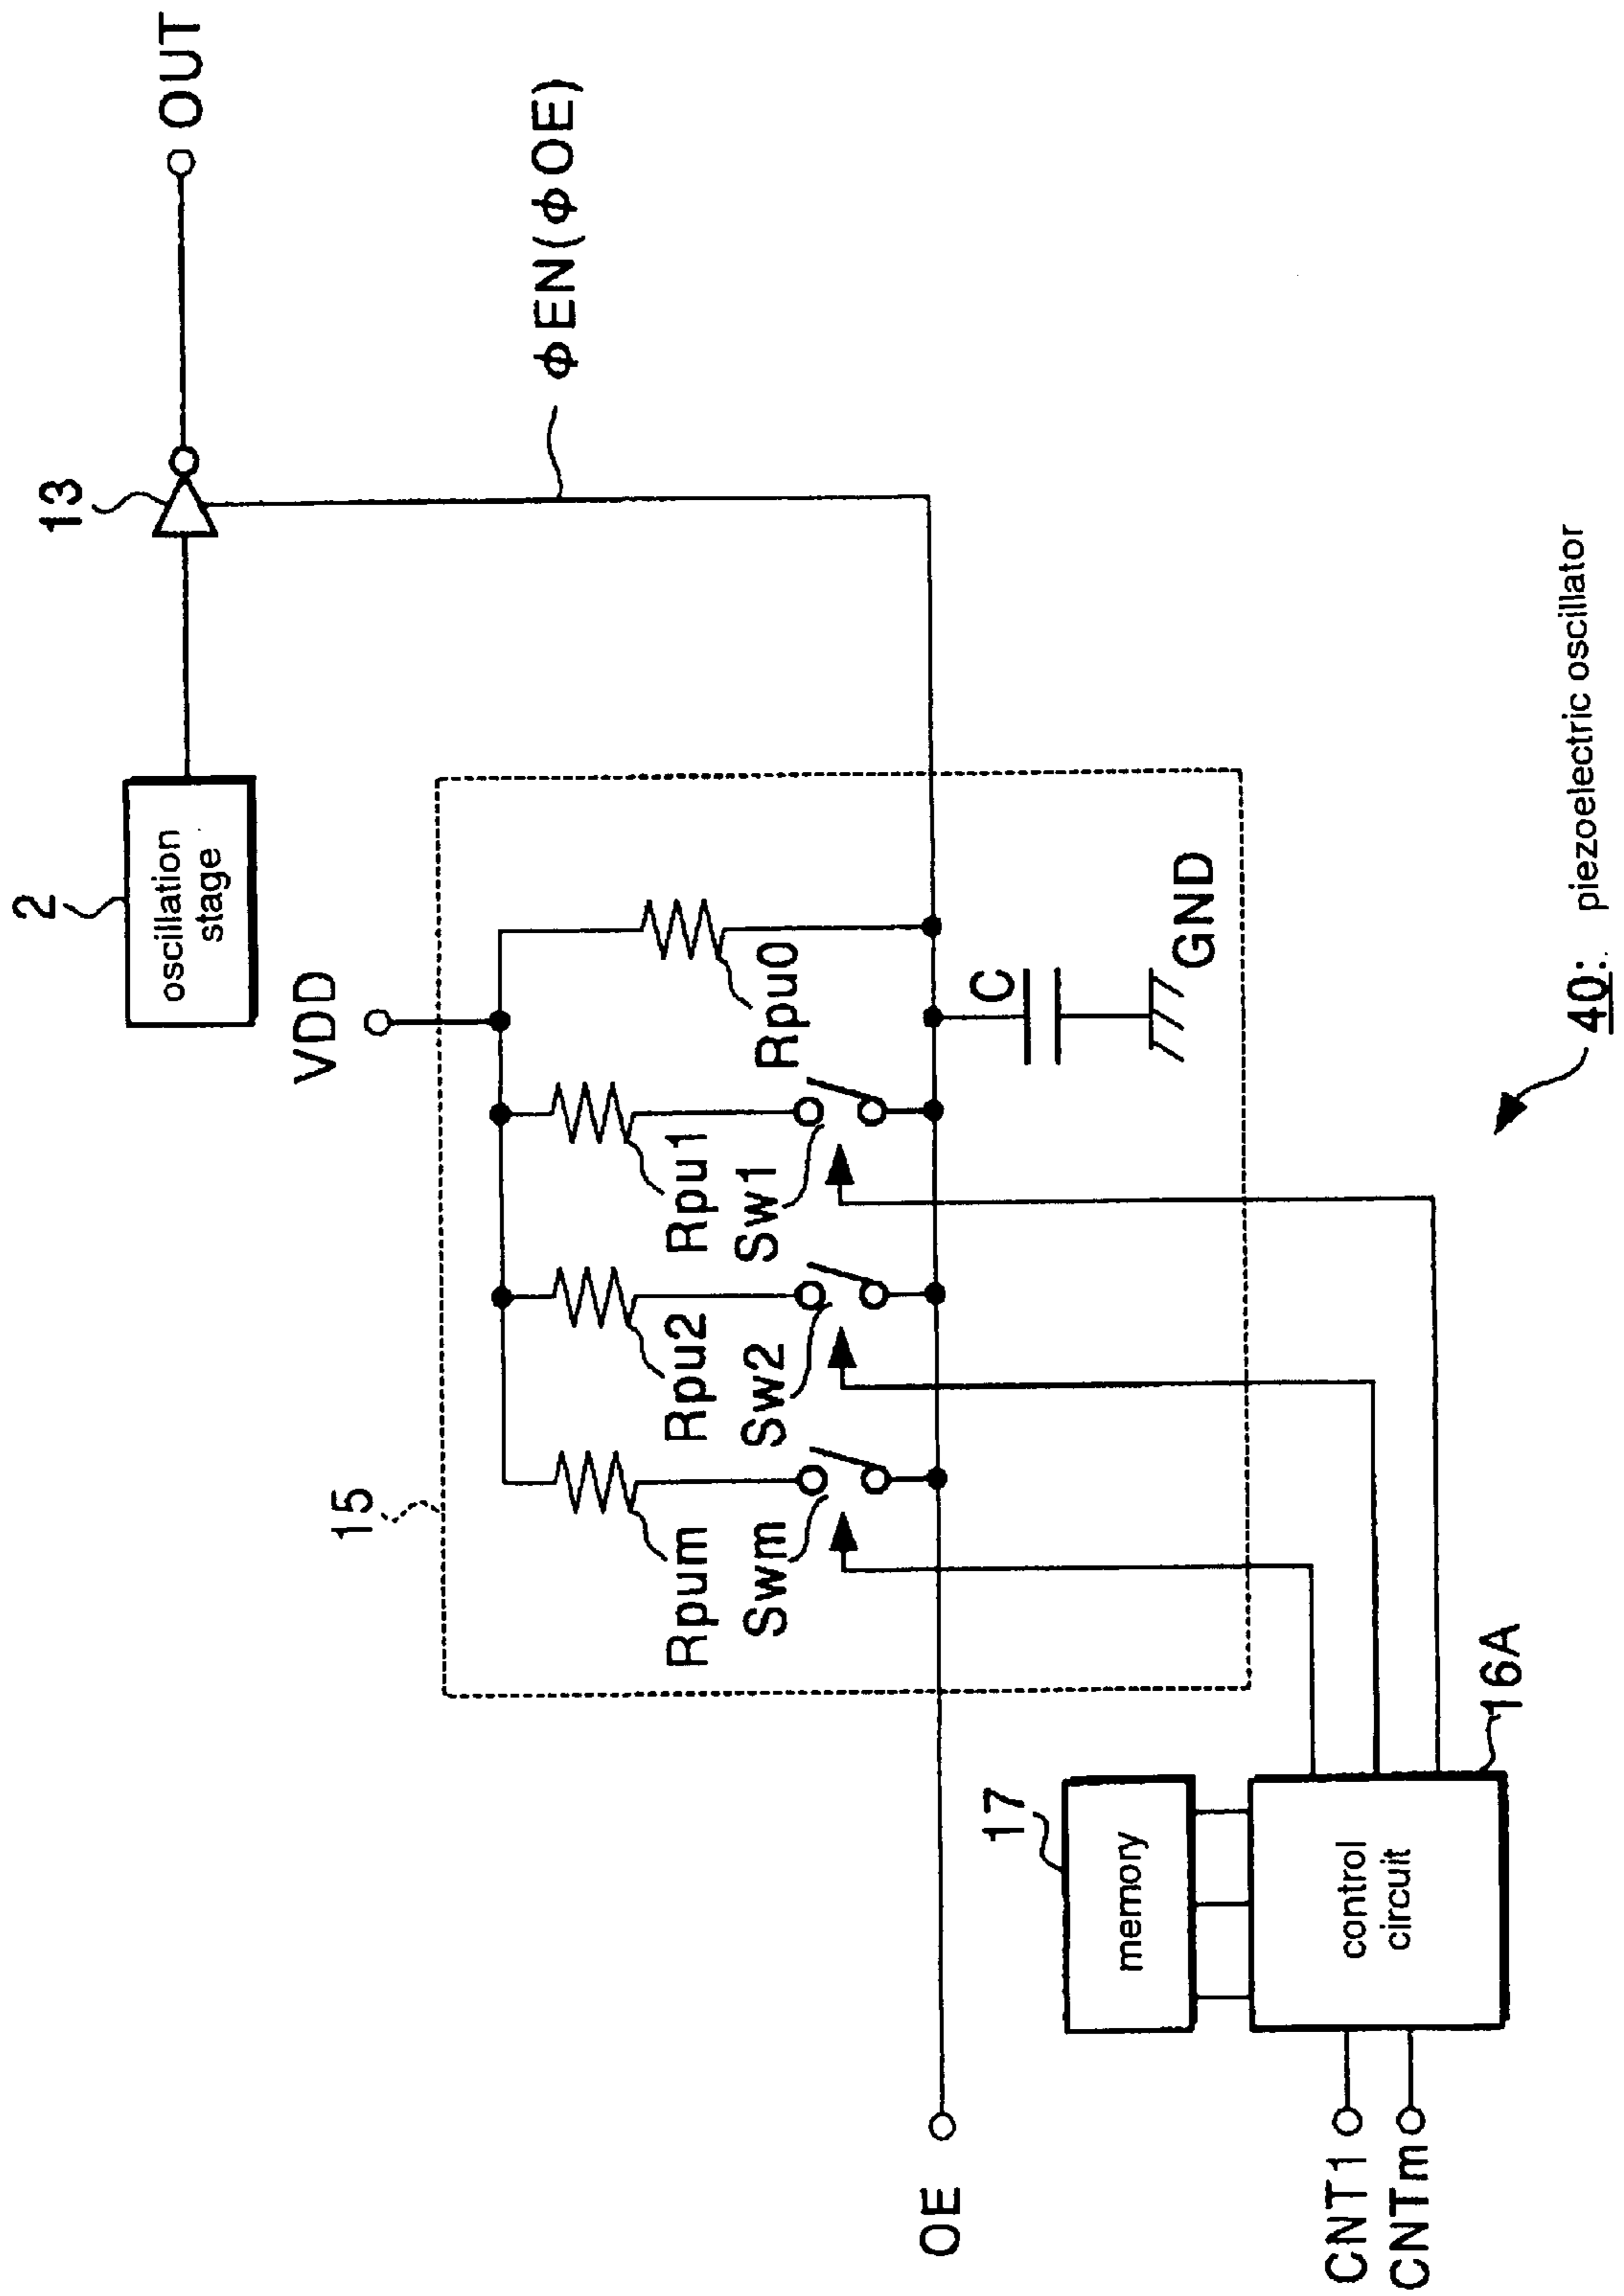 2
oscillation
stage
13
OUT
VDD
φEN(φOE)
15
Rpum
Rpu2
Rpu1
Rpu0
Swm
Sw2
Sw1
C
GND
OE
17
memory
control
circuit
16A
CNT1
CNTm
40: piezoelectric oscillator